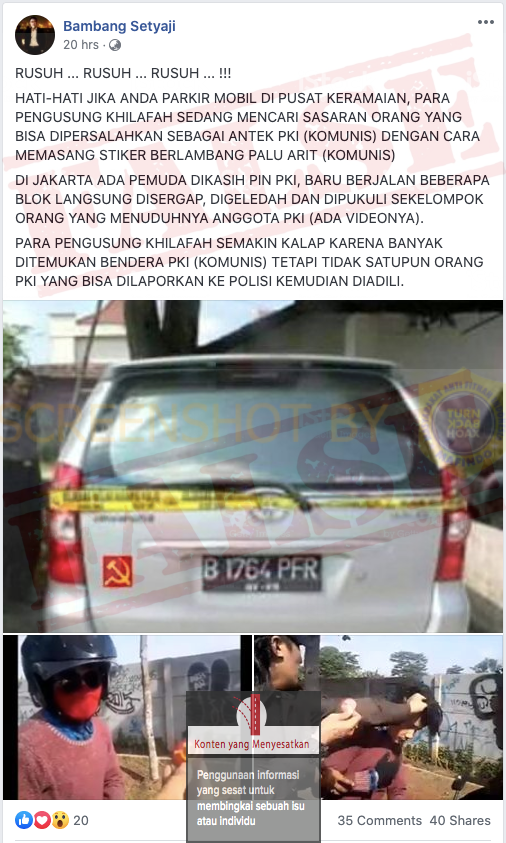 Bambang Setyaji
20 hrs ·
RUSUH ... RUSUH ... RUSUH ... !!!
HATI-HATI JIKA ANDA PARKIR MOBIL DI PUSAT KERAMAIAN, PARA
PENGUSUNG KHILAFAH SEDANG MENCARI SASARAN ORANG YANG
BISA DIPERSALAHKAN SEBAGAI ANTEK PKI (KOMUNIS) DENGAN CARA
MEMASANG STIKER BERLAMBANG PALU ARIT (KOMUNIS)
DI JAKARTA ADA PEMUDA DIKASIH PIN PKI, BARU BERJALAN BEBERAPA
BLOK LANGSUNG DISERGAP, DIGELEDAH DAN DIPUKULI SEKELOMPOK
ORANG YANG MENUDUHNYA ANGGOTA PKI (ADA VIDEONYA).
PARA PENGUSUNG KHILAFAH SEMAKIN KALAP KARENA BANYAK
DITEMUKAN BENDERA PKI (KOMUNIS) TETAPI TIDAK SATUPUN ORANG
PKI YANG BISA DILAPORKAN KE POLISI KEMUDIAN DIADILI.
FALSE
SCREENSHOT BY
TURN
BACK
HOAX
FALSE
B 1764 PFR
Konten yang Menyesatkan
Penggunaan informasi
yang sesat untuk
membingkai sebuah isu
atau individu
20
35 Comments 40 Shares